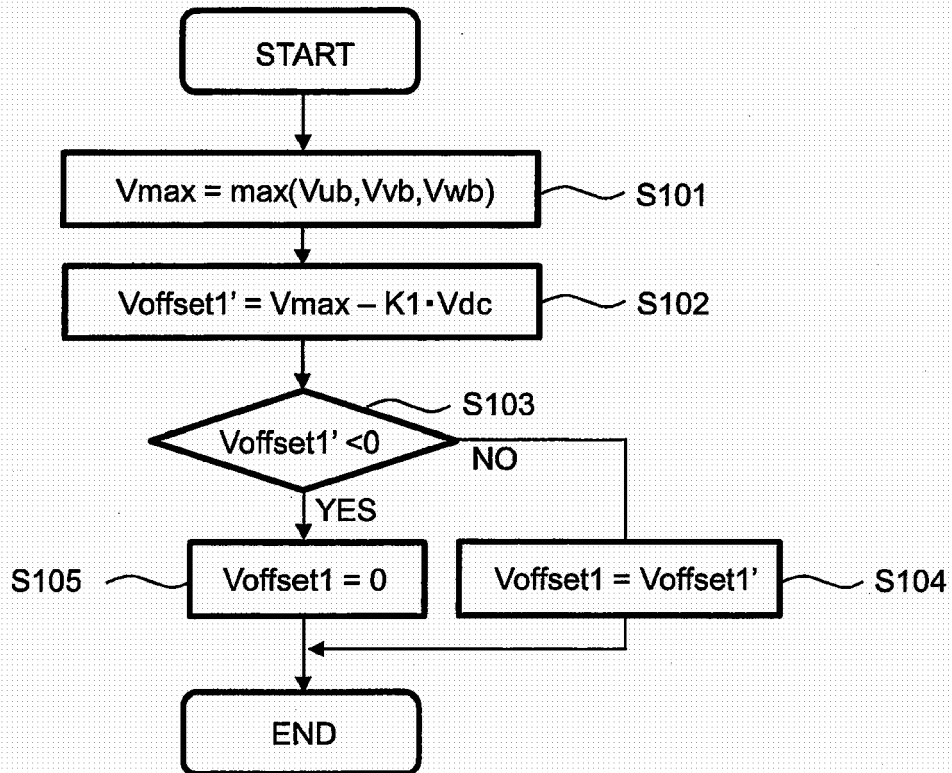 START
Vmax = max(Vub,Vvb,Vwb)
S101
Voffset1' = Vmax – K1・Vdc
S102
S103
Voffset1' <0
NO
YES
S105
Voffset1 = 0
Voffset1 = Voffset1'
S104
END